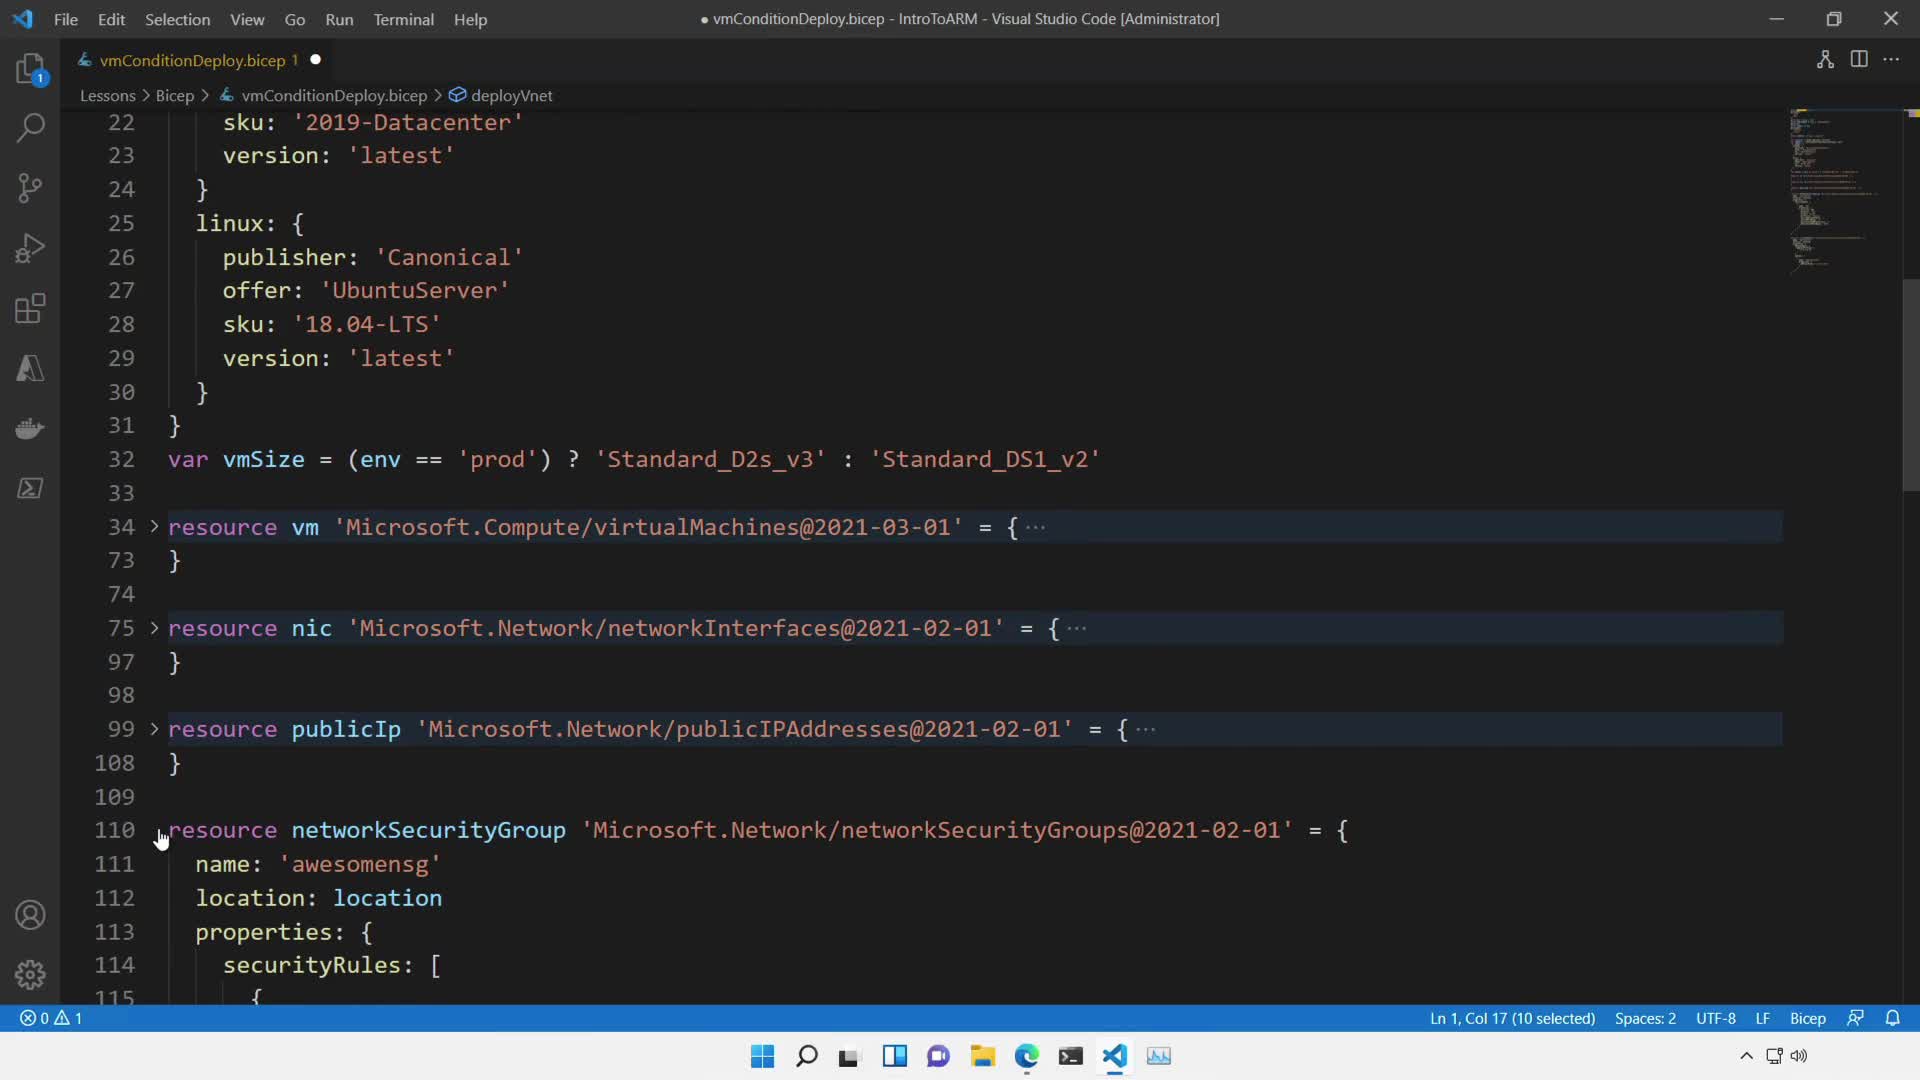 File Edit Selection View Go Run Terminal Help
● vmConditionDeploy.bicep - IntroToARM - Visual Studio Code [Administrator]
vmConditionDeploy.bicep 1 ●
Lessons > Bicep > vmConditionDeploy.bicep > deployVnet
1
22 sku: '2019-Datacenter'
23 version: 'latest'
24 }
25 linux: {
26 publisher: 'Canonical'
27 offer: 'UbuntuServer'
28 sku: '18.04-LTS'
29 version: 'latest'
30 }
31 }
32 var vmSize = (env == 'prod') ? 'Standard_D2s_v3' : 'Standard_DS1_v2'
33
34 > resource vm 'Microsoft.Compute/virtualMachines@2021-03-01' = {···
73 }
74
75 > resource nic 'Microsoft.Network/networkInterfaces@2021-02-01' = {···
97 }
98
99 > resource publicIp 'Microsoft.Network/publicIPAddresses@2021-02-01' = {···
108 }
109
110 resource networkSecurityGroup 'Microsoft.Network/networkSecurityGroups@2021-02-01' = {
111 name: 'awesomensg'
112 location: location
113 properties: {
114 securityRules: [
115 {
0 1 Ln 1, Col 17 (10 selected) Spaces: 2 UTF-8 LF Bicep